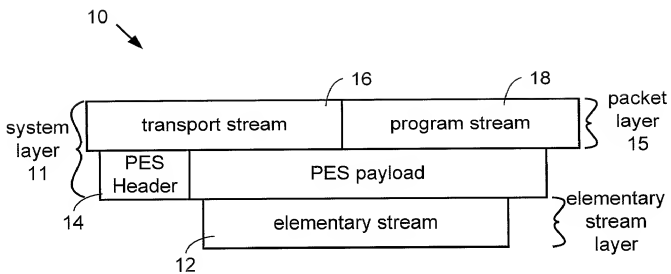 10
16
18
transport stream
program stream
packet
layer
15
system
layer
11
PES
Header
PES payload
14
elementary stream
12
elementary
stream
layer